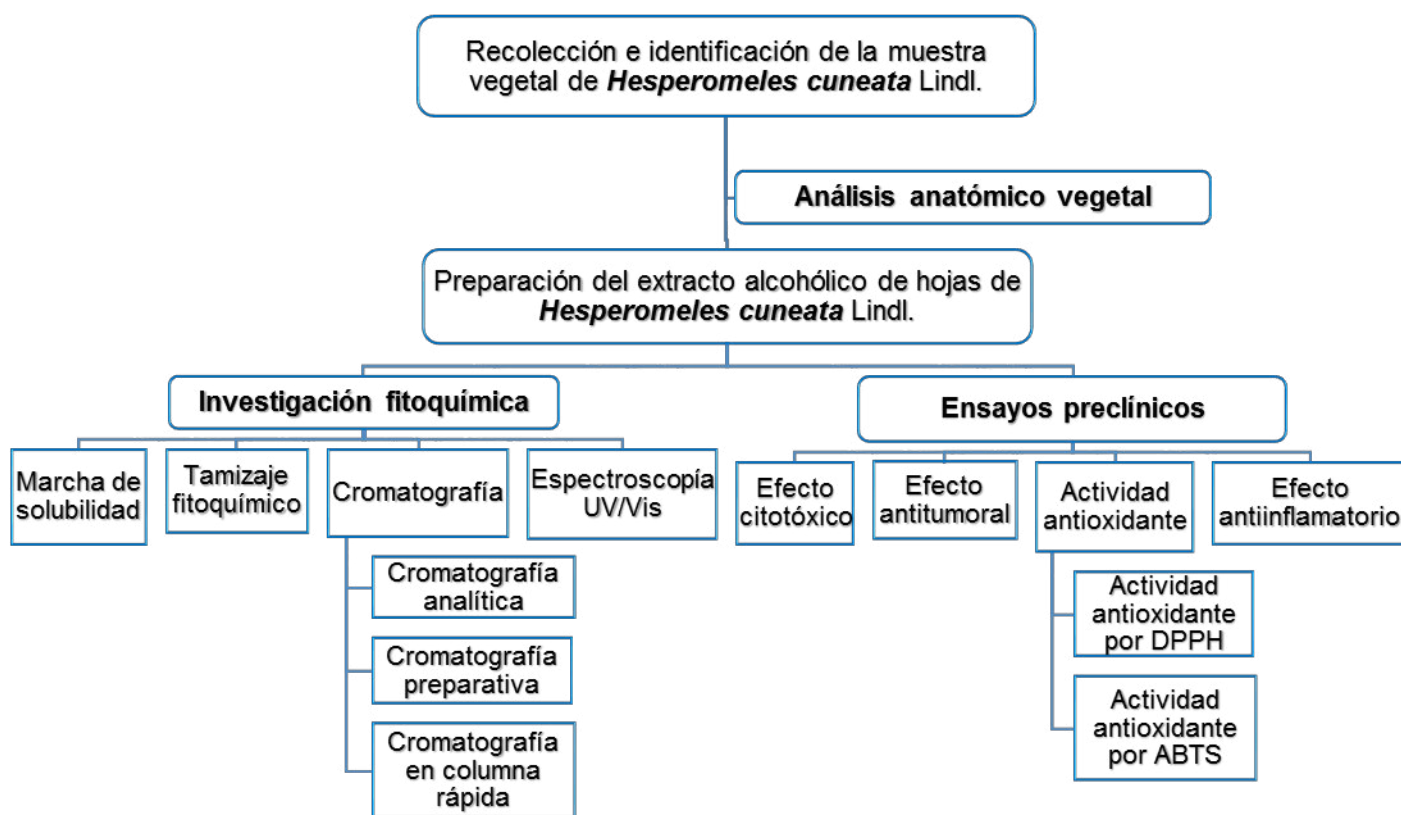 Recolección e identificación de la muestra
vegetal de Hesperomeles cuneata Lindl.
Análisis anatómico vegetal
Preparación del extracto alcohólico de hojas de
Hesperomeles cuneata Lindl.
Investigación fitoquímica
Ensayos preclínicos
Marcha de
solubilidad
Tamizaje
fitoquímico
Cromatografía
Espectroscopía
UV/Vis
Efecto
citotóxico
Efecto
antitumoral
Actividad
antioxidante
Efecto
antiinflamatorio
Cromatografía
analítica
Cromatografía
preparativa
Cromatografía
en columna
rápida
Actividad
antioxidante
por DPPH
Actividad
antioxidante
por ABTS